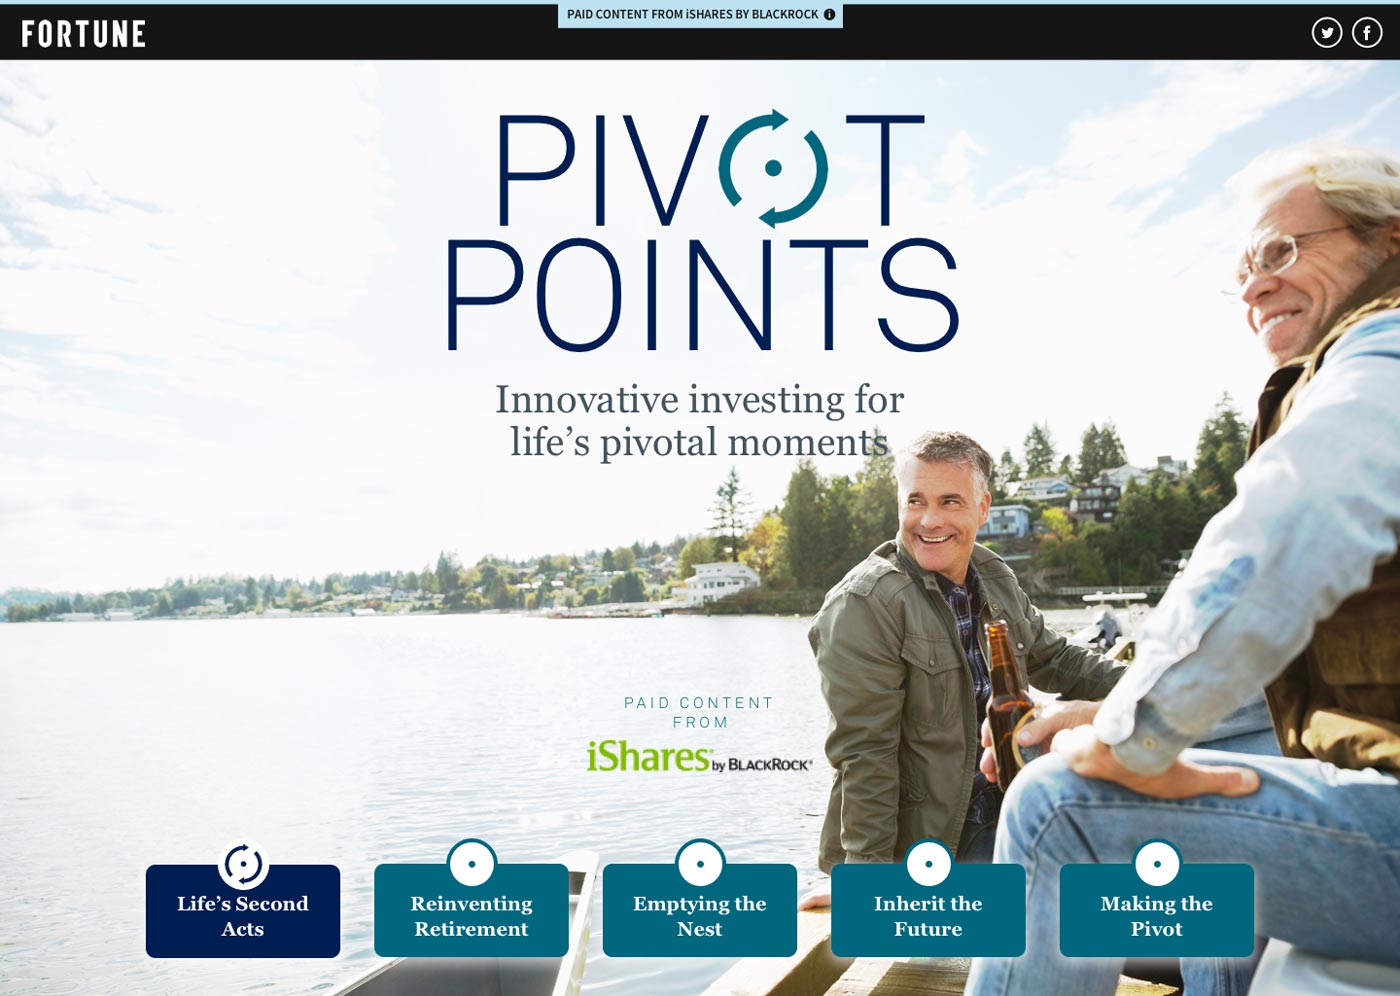 PAID CONTENT FROM iSHARES BY BLACKROCK
FORTUNE
PIVOT
POINTS
Innovative investing for
life’s pivotal moments
PAID CONTENT
FROM
iShares® by BLACKROCK®
Life’s Second
Acts
Reinventing
Retirement
Emptying the
Nest
Inherit the
Future
Making the
Pivot